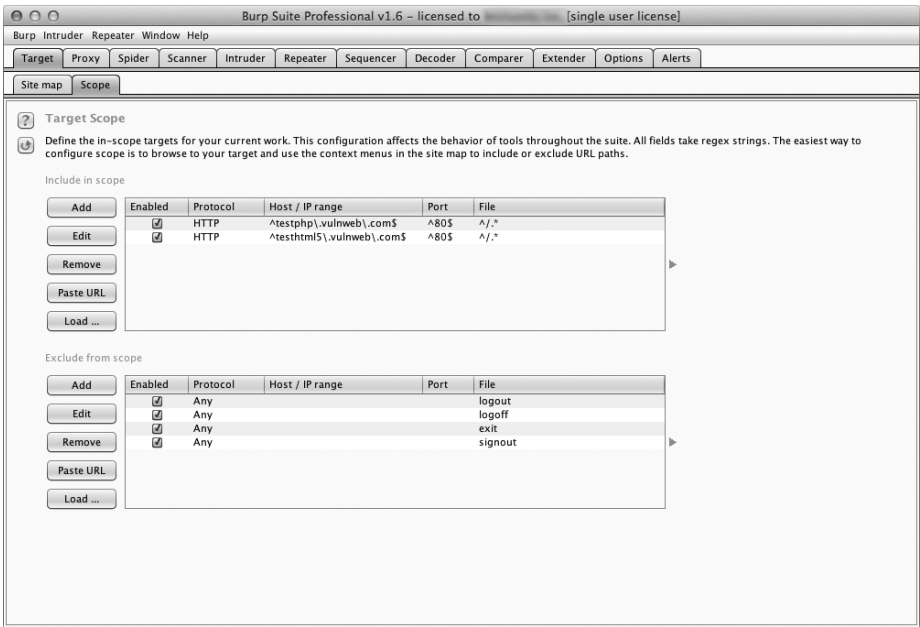 Burp Suite Professional v1.6 – licensed to [single user license]
Burp Intruder Repeater Window Help
Target Proxy Spider Scanner Intruder Repeater Sequencer Decoder Comparer Extender Options Alerts
Site map Scope
? Target Scope
Define the in-scope targets for your current work. This configuration affects the behavior of tools throughout the suite. All fields take regex strings. The easiest way to
configure scope is to browse to your target and use the context menus in the site map to include or exclude URL paths.
Include in scope
Add
Edit
Remove
Paste URL
Load ...
Enabled Protocol Host / IP range Port File
HTTP ^testphp\.vulnweb\.com$ ^80$ ^/.*
HTTP ^testhtml5\.vulnweb\.com$ ^80$ ^/.*
Exclude from scope
Add
Edit
Remove
Paste URL
Load ...
Enabled Protocol Host / IP range Port File
Any logout
Any logoff
Any exit
Any signout